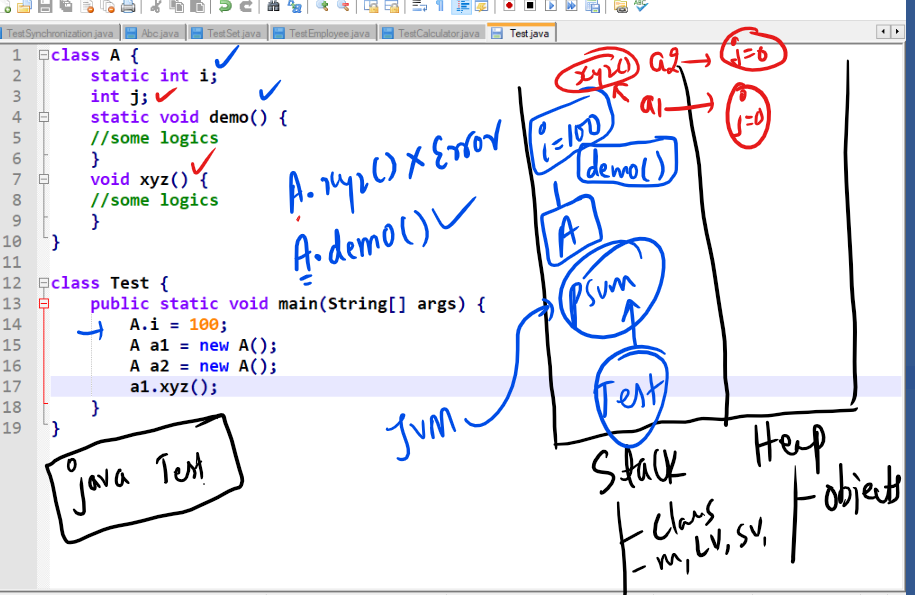 TestSynchronization.java Abc.java TestSet.java TestEmployee.java TestCalculator.java Test.java
1 class A {
2 static int i;
3 int j;
4 static void demo() {
5 //some logics
6 }
7 void xyz() {
8 //some logics
9 }
10 }
11
12 class Test {
13 public static void main(String[] args) {
14 A.i = 100;
15 A a1 = new A();
16 A a2 = new A();
17 a1.xyz();
18 }
19 }
A.xyz() X Error
A.demo()
java Test
JVM
xyz() a2 j=0
a1 j=0
i=100
demo()
A
psvm
Test
Stack
class
m, LV, SV,
Heap
objects